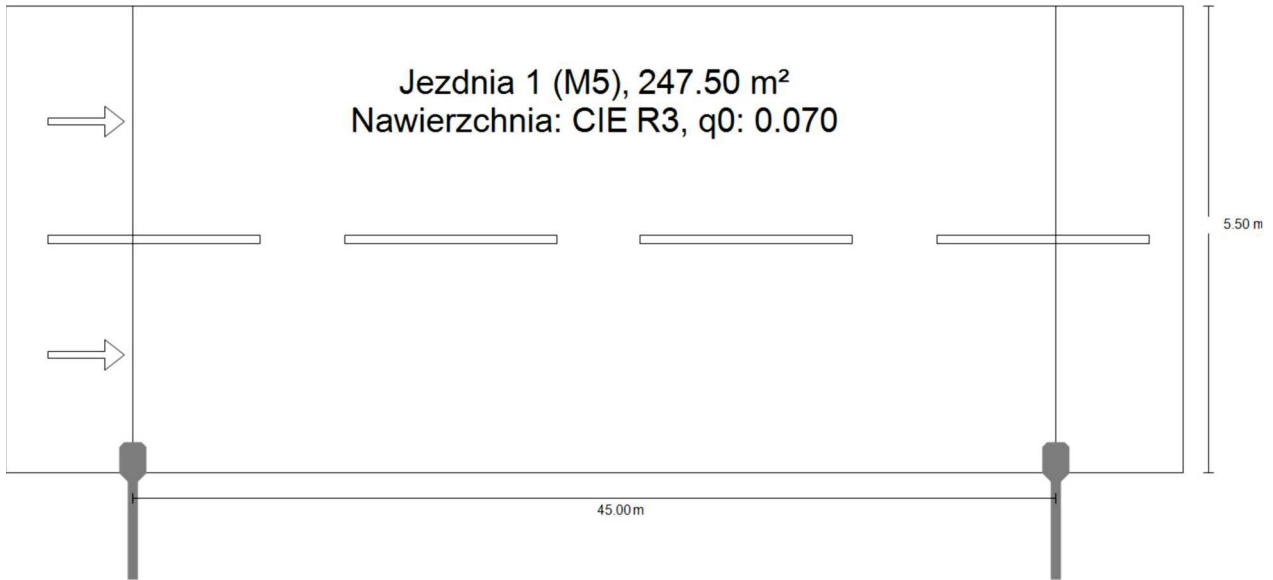 Jezdnia 1 (M5), 247.50 m²
Nawierzchnia: CIE R3, q0: 0.070
5.50 m
45.00 m